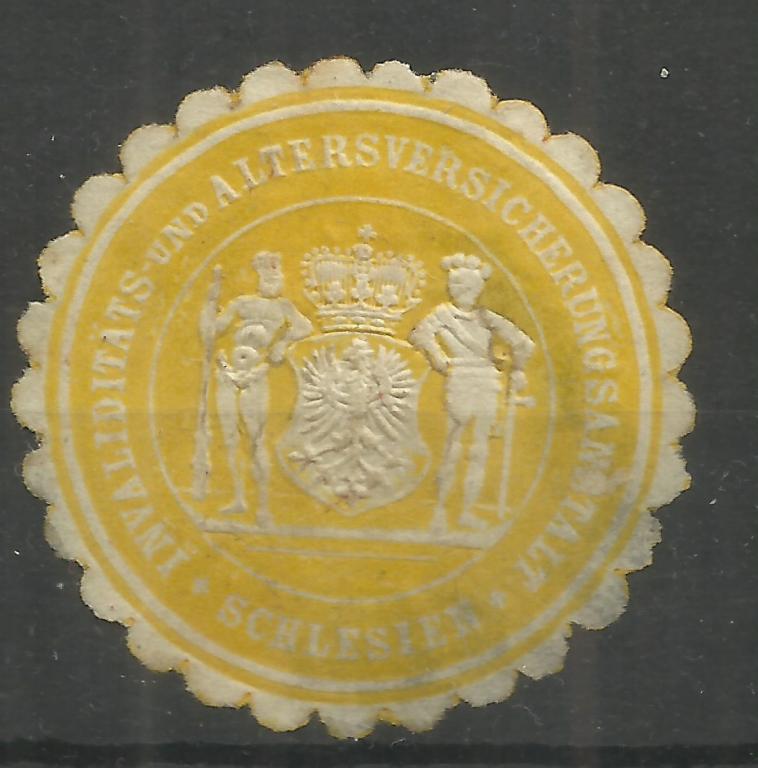 INVALIDITÄTS- UND ALTERSVERSICHERUNGSANSTALT
* SCHLESIEN *